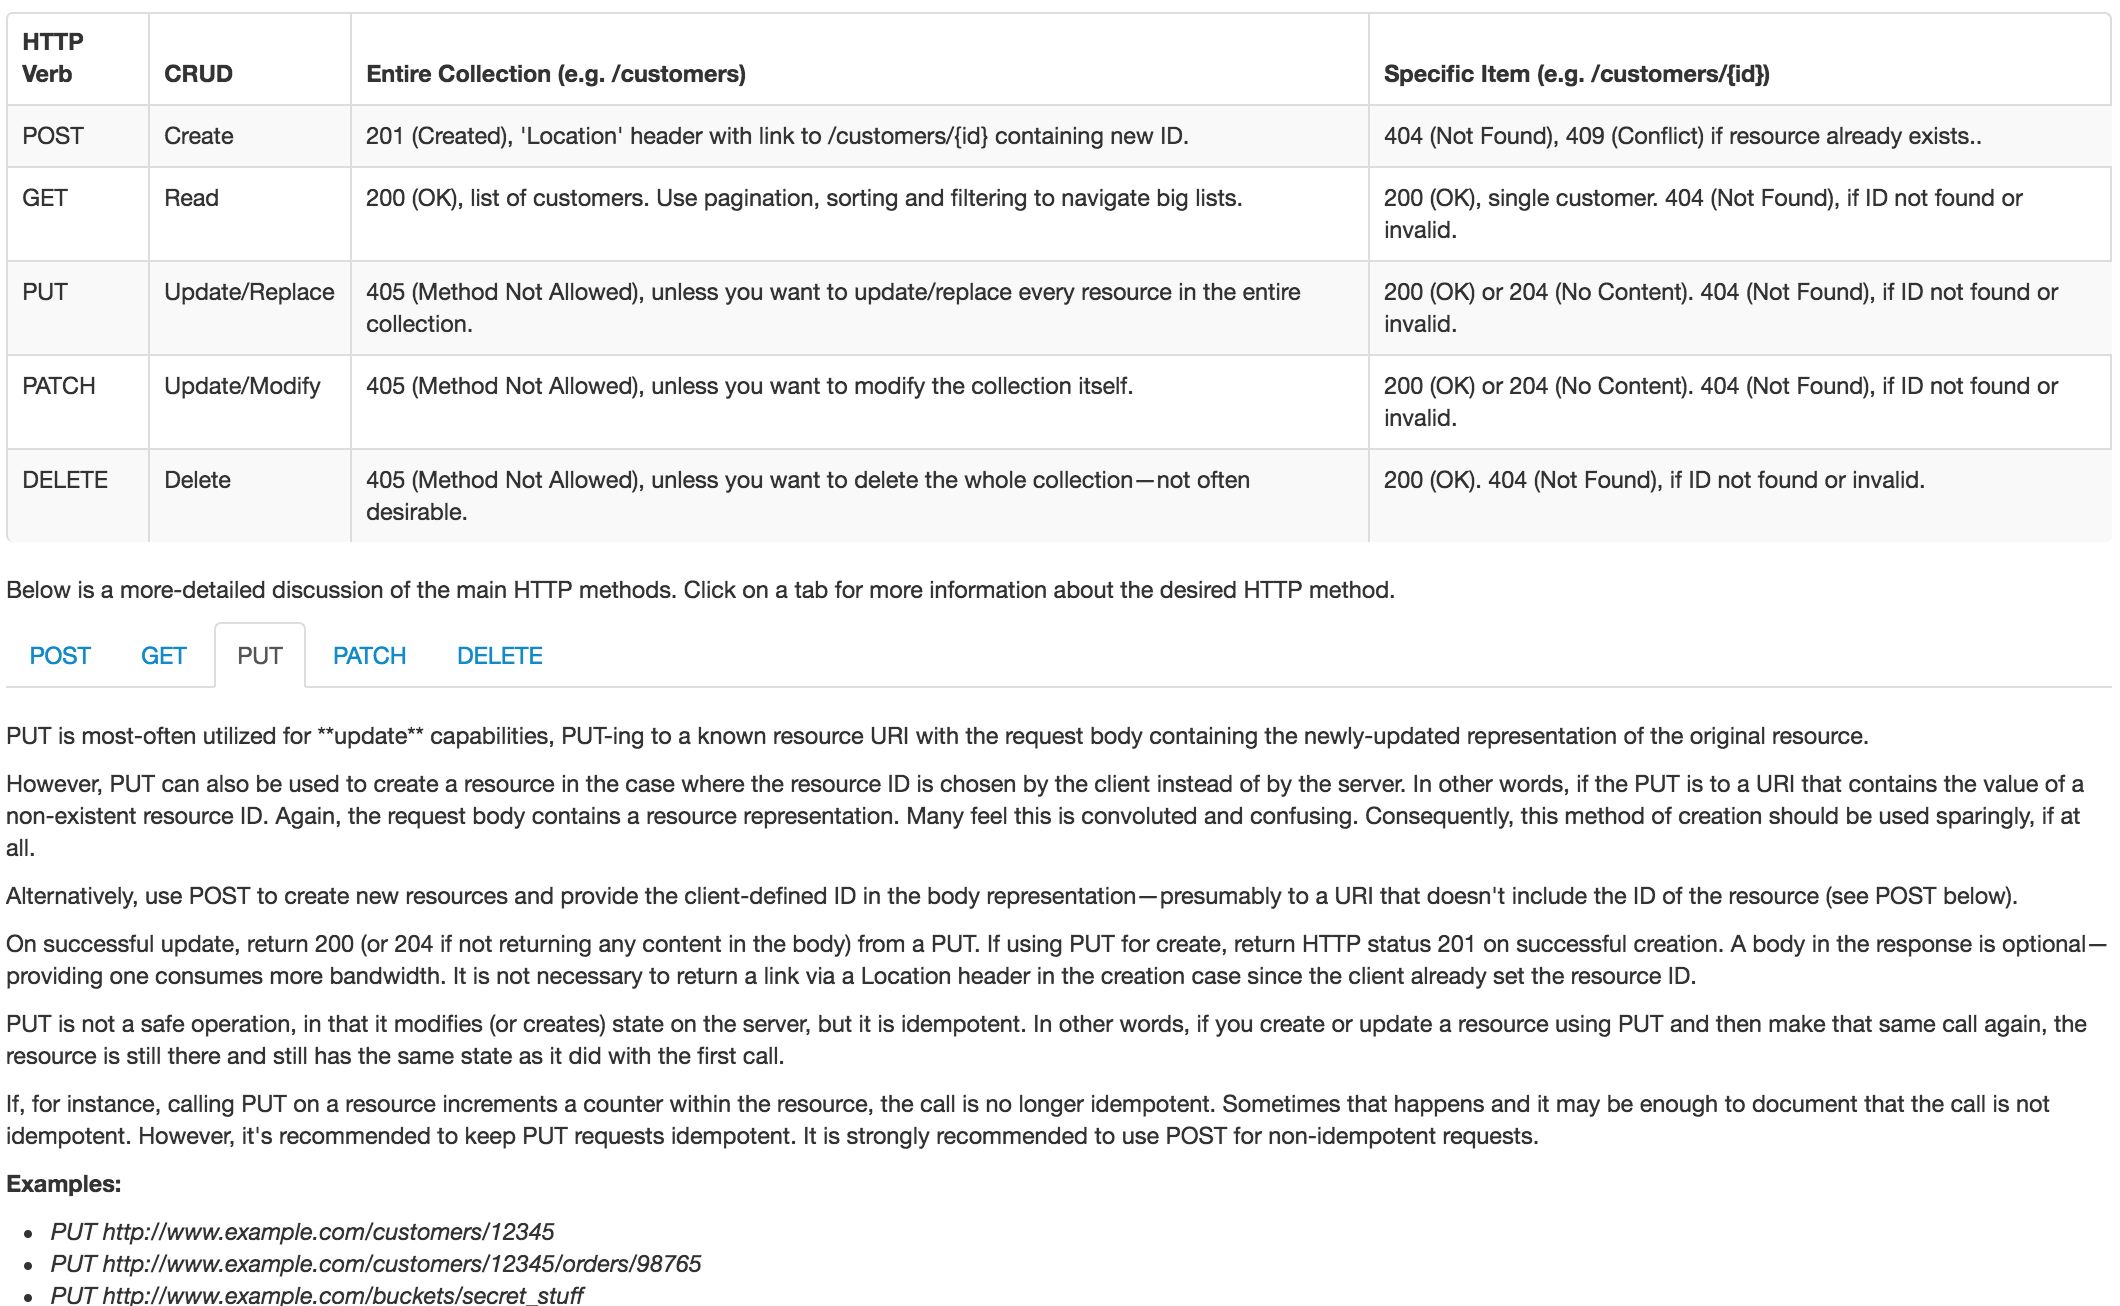 HTTP
Verb
CRUD
Entire Collection (e.g. /customers)
Specific Item (e.g. /customers/{id})
POST
Create
201 (Created), 'Location' header with link to /customers/{id} containing new ID.
404 (Not Found), 409 (Conflict) if resource already exists..
GET
Read
200 (OK), list of customers. Use pagination, sorting and filtering to navigate big lists.
200 (OK), single customer. 404 (Not Found), if ID not found or
invalid.
PUT
Update/Replace
405 (Method Not Allowed), unless you want to update/replace every resource in the entire
collection.
200 (OK) or 204 (No Content). 404 (Not Found), if ID not found or
invalid.
PATCH
Update/Modify
405 (Method Not Allowed), unless you want to modify the collection itself.
200 (OK) or 204 (No Content). 404 (Not Found), if ID not found or
invalid.
DELETE
Delete
405 (Method Not Allowed), unless you want to delete the whole collection—not often
desirable.
200 (OK). 404 (Not Found), if ID not found or invalid.
Below is a more-detailed discussion of the main HTTP methods. Click on a tab for more information about the desired HTTP method.
POST GET PUT PATCH DELETE
PUT is most-often utilized for **update** capabilities, PUT-ing to a known resource URI with the request body containing the newly-updated representation of the original resource.
However, PUT can also be used to create a resource in the case where the resource ID is chosen by the client instead of by the server. In other words, if the PUT is to a URI that contains the value of a
non-existent resource ID. Again, the request body contains a resource representation. Many feel this is convoluted and confusing. Consequently, this method of creation should be used sparingly, if at
all.
Alternatively, use POST to create new resources and provide the client-defined ID in the body representation—presumably to a URI that doesn't include the ID of the resource (see POST below).
On successful update, return 200 (or 204 if not returning any content in the body) from a PUT. If using PUT for create, return HTTP status 201 on successful creation. A body in the response is optional—
providing one consumes more bandwidth. It is not necessary to return a link via a Location header in the creation case since the client already set the resource ID.
PUT is not a safe operation, in that it modifies (or creates) state on the server, but it is idempotent. In other words, if you create or update a resource using PUT and then make that same call again, the
resource is still there and still has the same state as it did with the first call.
If, for instance, calling PUT on a resource increments a counter within the resource, the call is no longer idempotent. Sometimes that happens and it may be enough to document that the call is not
idempotent. However, it's recommended to keep PUT requests idempotent. It is strongly recommended to use POST for non-idempotent requests.
Examples:
• PUT http://www.example.com/customers/12345
• PUT http://www.example.com/customers/12345/orders/98765
• PUT http://www.example.com/buckets/secret_stuff